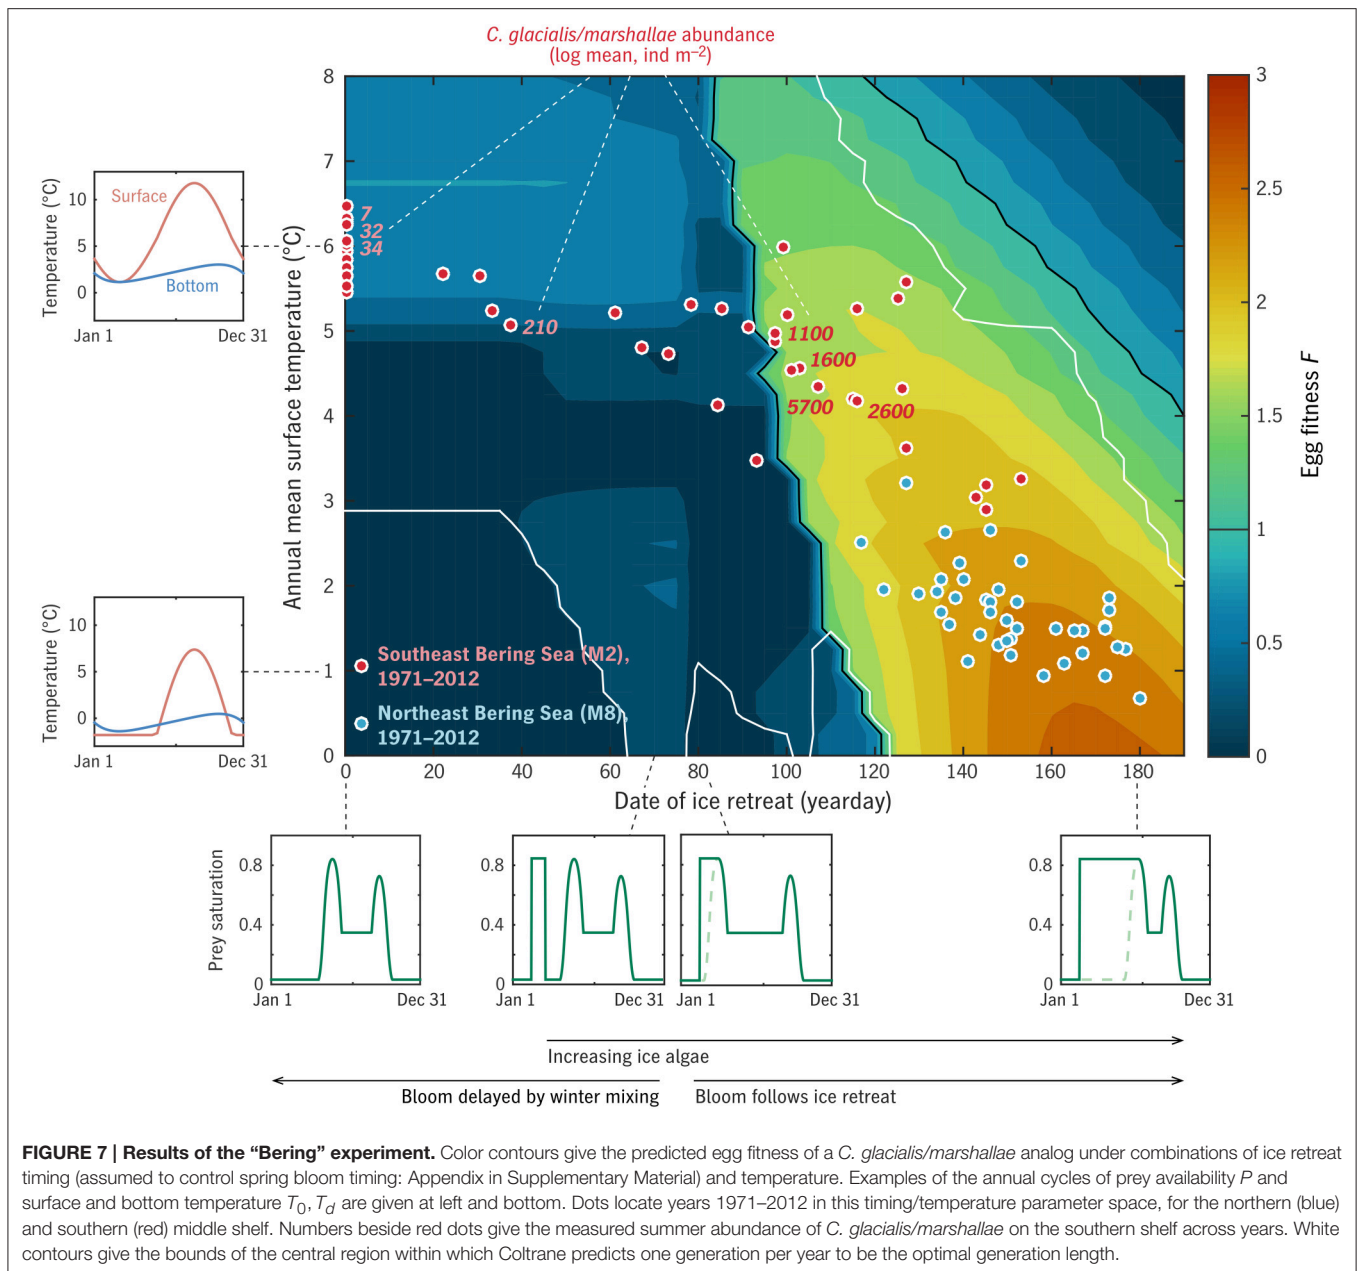 C. glacialis/marshallae abundance
(log mean, ind m–2)
8
7
6
5
4
3
2
1
0
Annual mean surface temperature (°C)
0 20 40 60 80 100 120 140 160 180
Date of ice retreat (yearday)
7
32
34
210
1100
1600
5700
2600
Southeast Bering Sea (M2),
1971–2012
Northeast Bering Sea (M8),
1971–2012
3
2.5
2
1.5
1
0.5
0
Egg fitness F
Temperature (°C)
10
5
0
Surface
Bottom
Jan 1 Dec 31
Temperature (°C)
10
5
0
Jan 1 Dec 31
Prey saturation
0.8
0.4
0
Jan 1 Dec 31
0.8
0.4
0
Jan 1 Dec 31
0.8
0.4
0
Jan 1 Dec 31
0.8
0.4
0
Jan 1 Dec 31
Increasing ice algae
Bloom delayed by winter mixing Bloom follows ice retreat
FIGURE 7 | Results of the “Bering” experiment. Color contours give the predicted egg fitness of a C. glacialis/marshallae analog under combinations of ice retreat
timing (assumed to control spring bloom timing: Appendix in Supplementary Material) and temperature. Examples of the annual cycles of prey availability P and
surface and bottom temperature T0, Td are given at left and bottom. Dots locate years 1971–2012 in this timing/temperature parameter space, for the northern (blue)
and southern (red) middle shelf. Numbers beside red dots give the measured summer abundance of C. glacialis/marshallae on the southern shelf across years. White
contours give the bounds of the central region within which Coltrane predicts one generation per year to be the optimal generation length.